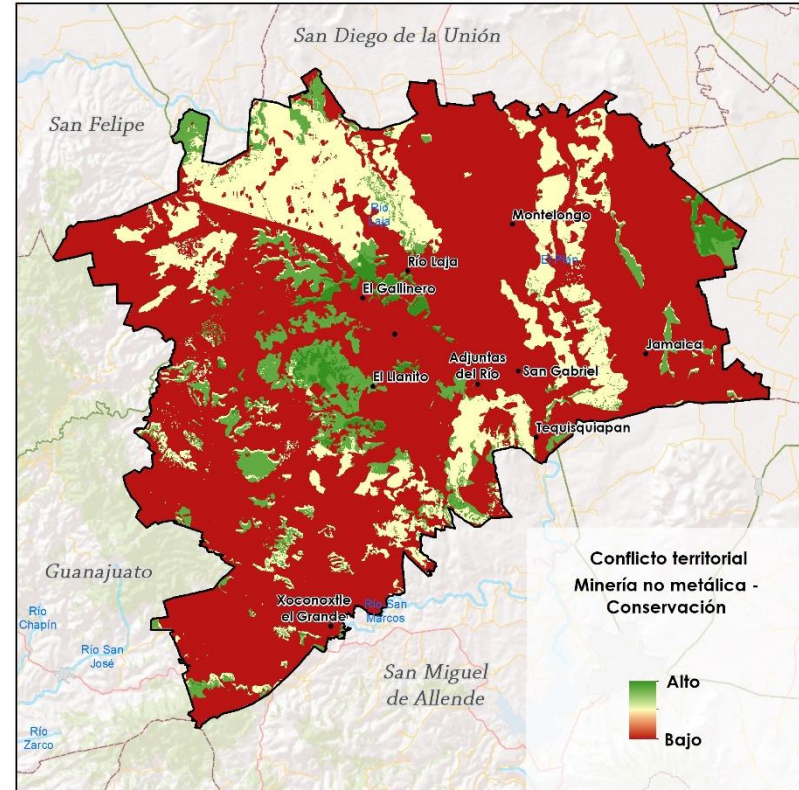 San Diego de la Unión
San Felipe
Río
Laja
Montelongo
El Plan
Río Laja
El Gallinero
Jamaica
Adjuntas
del Río
San Gabriel
El Llanito
Tequisquiapan
Guanajuato
Río
Chapín
Río San
José
Xoconoxtle
el Grande
Río San
Marcos
San Miguel
de Allende
Río
Zarco
Conflicto territorial
Minería no metálica -
Conservación
Alto
Bajo